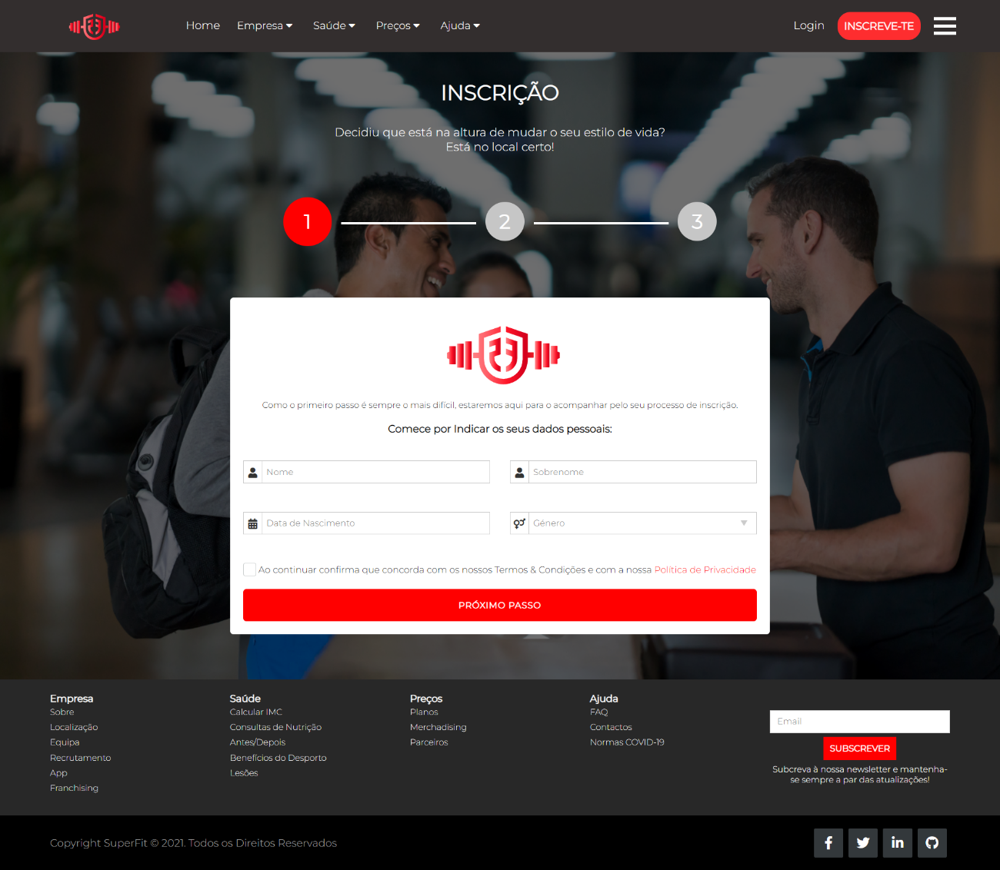 Home Empresa Saúde Preços Ajuda Login INSCREVE-TE
INSCRIÇÃO
Decidiu que está na altura de mudar o seu estilo de vida?
Está no local certo!
1 2 3
Como o primeiro passo é sempre o mais difícil, estaremos aqui para o acompanhar pelo seu processo de inscrição.
Comece por Indicar os seus dados pessoais:
Nome Sobrenome
Data de Nascimento Género
Ao continuar confirma que concorda com os nossos Termos & Condições e com a nossa Política de Privacidade
PRÓXIMO PASSO
Empresa
Sobre
Localização
Equipa
Recrutamento
App
Franchising
Saúde
Calcular IMC
Consultas de Nutrição
Antes/Depois
Benefícios do Desporto
Lesões
Preços
Planos
Merchadising
Parceiros
Ajuda
FAQ
Contactos
Normas COVID-19
Email
SUBSCREVER
Subcreva à nossa newsletter e mantenha-
se sempre a par das atualizações!
Copyright SuperFit © 2021. Todos os Direitos Reservados